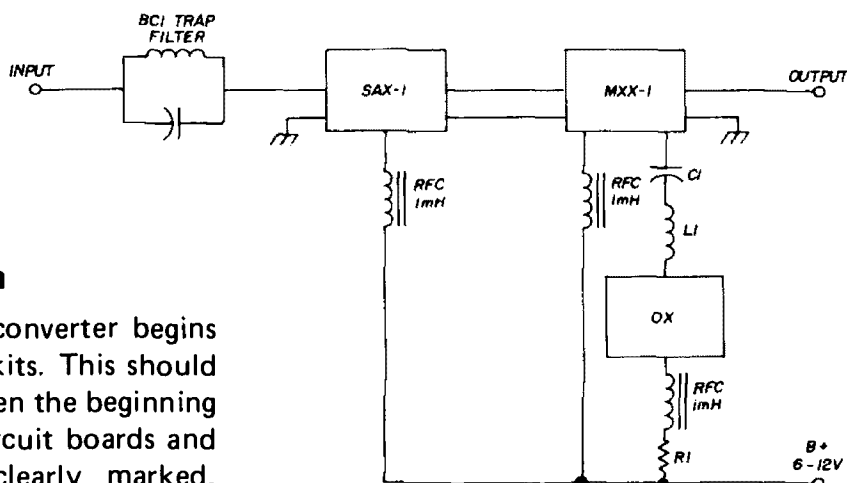 BCI TRAP
FILTER
INPUT
SAX-1
MXX-1
OUTPUT
RFC
1mH
RFC
1mH
C1
L1
OX
RFC
1mH
R1
B+
6-12V
converter begins
kits. This should
en the beginning
rcuit boards and
clearly marked.